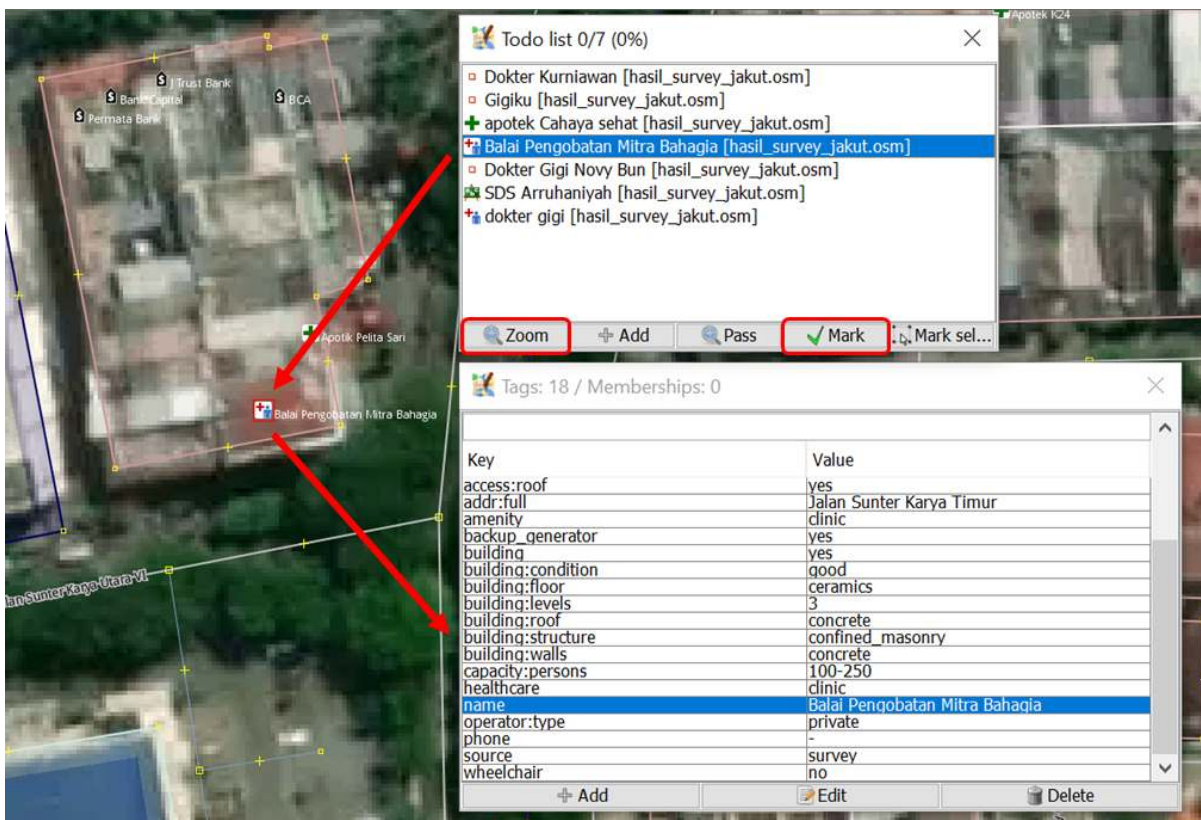 Apotek K24
J Trust Bank
Bank Capital
BCA
Permata Bank
Apotik Pelita Sari
Balai Pengobatan Mitra Bahagia
Jalan Sunter Karya Utara VI
Todo list 0/7 (0%)
Dokter Kurniawan [hasil_survey_jakut.osm]
Gigiku [hasil_survey_jakut.osm]
apotek Cahaya sehat [hasil_survey_jakut.osm]
Balai Pengobatan Mitra Bahagia [hasil_survey_jakut.osm]
Dokter Gigi Novy Bun [hasil_survey_jakut.osm]
SDS Arruhaniyah [hasil_survey_jakut.osm]
dokter gigi [hasil_survey_jakut.osm]
Zoom Add Pass Mark Mark sel...
Tags: 18 / Memberships: 0
Key Value
access:roof yes
addr:full Jalan Sunter Karya Timur
amenity clinic
backup_generator yes
building yes
building:condition good
building:floor ceramics
building:levels 3
building:roof concrete
building:structure confined_masonry
building:walls concrete
capacity:persons 100-250
healthcare clinic
name Balai Pengobatan Mitra Bahagia
operator:type private
phone -
source survey
wheelchair no
Add Edit Delete